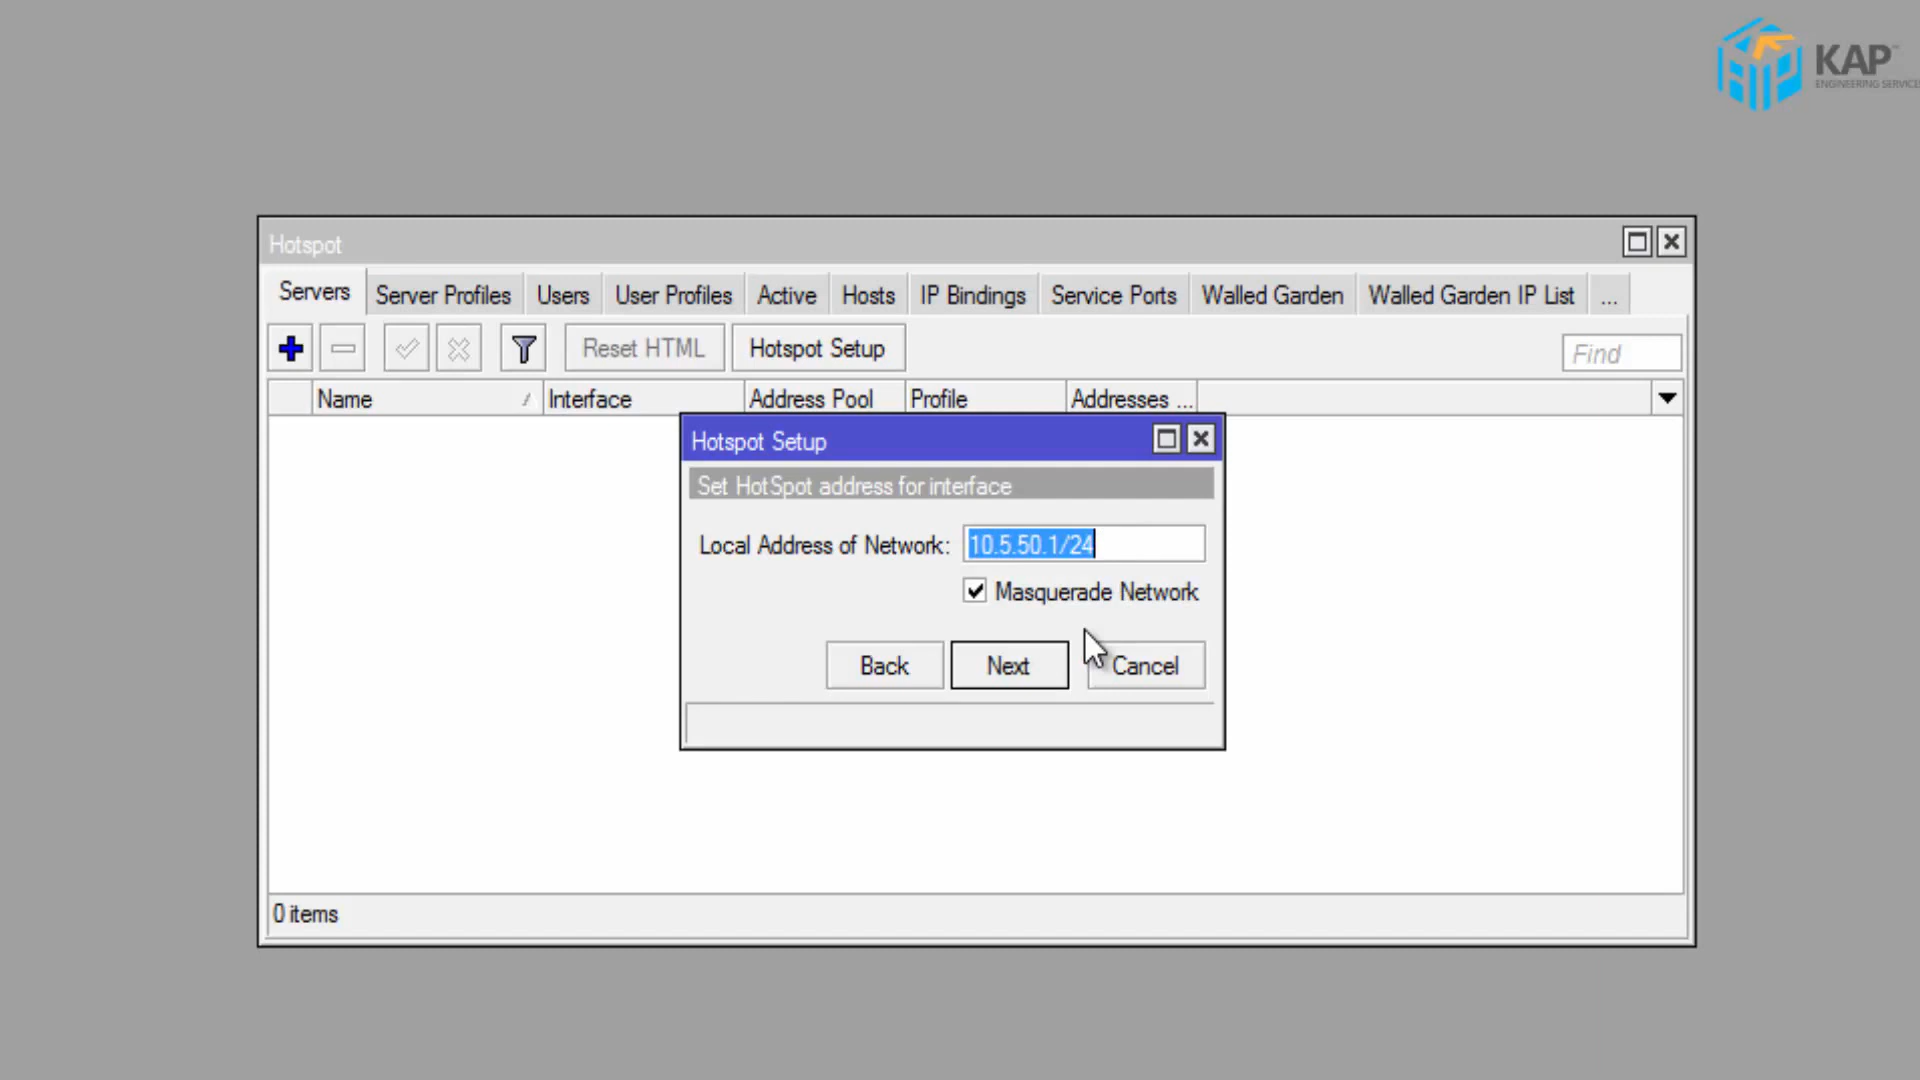 KAP™
ENGINEERING SERVICES
Hotspot
Servers Server Profiles Users User Profiles Active Hosts IP Bindings Service Ports Walled Garden Walled Garden IP List ...
Reset HTML Hotspot Setup Find
Name Interface Address Pool Profile Addresses ...
Hotspot Setup
Set HotSpot address for interface
Local Address of Network: 10.5.50.1/24
Masquerade Network
Back Next Cancel
0 items